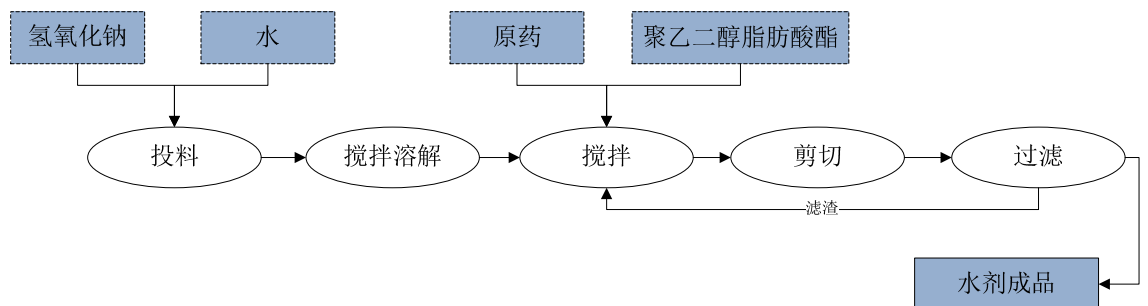 氢氧化钠
水
原药
聚乙二醇脂肪酸酯
投料
搅拌溶解
搅拌
剪切
过滤
滤渣
水剂成品